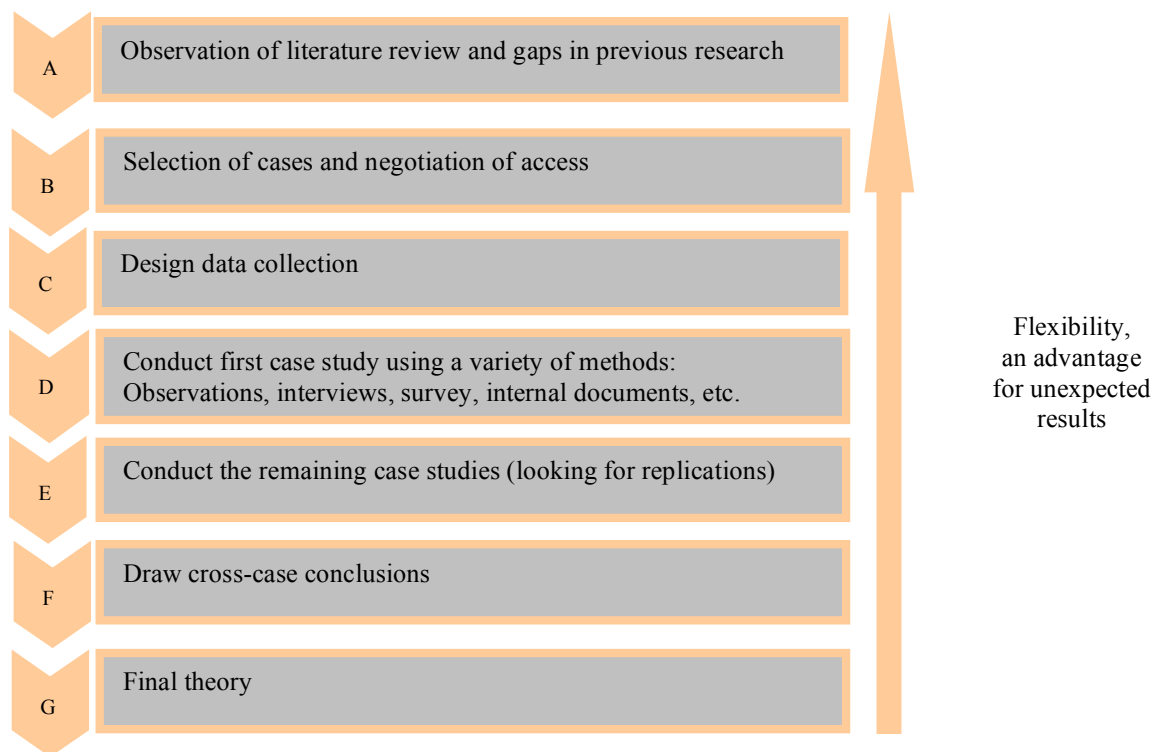 A
Observation of literature review and gaps in previous research
B
Selection of cases and negotiation of access
C
Design data collection
D
Conduct first case study using a variety of methods:
Observations, interviews, survey, internal documents, etc.
E
Conduct the remaining case studies (looking for replications)
F
Draw cross-case conclusions
G
Final theory
Flexibility,
an advantage
for unexpected
results